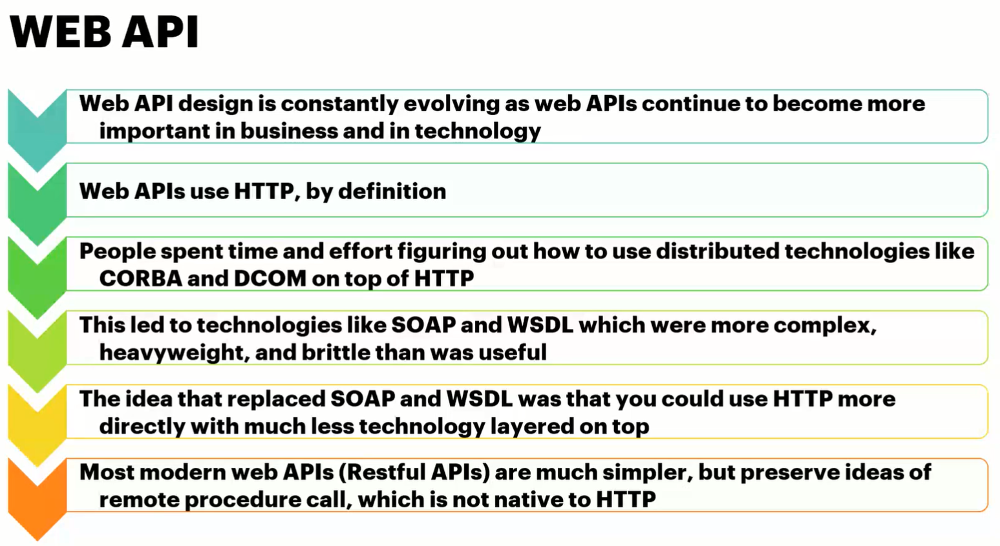 WEB API
Web API design is constantly evolving as web APIs continue to become more
important in business and in technology
Web APIs use HTTP, by definition
People spent time and effort figuring out how to use distributed technologies like
CORBA and DCOM on top of HTTP
This led to technologies like SOAP and WSDL which were more complex,
heavyweight, and brittle than was useful
The idea that replaced SOAP and WSDL was that you could use HTTP more
directly with much less technology layered on top
Most modern web APIs (Restful APIs) are much simpler, but preserve ideas of
remote procedure call, which is not native to HTTP